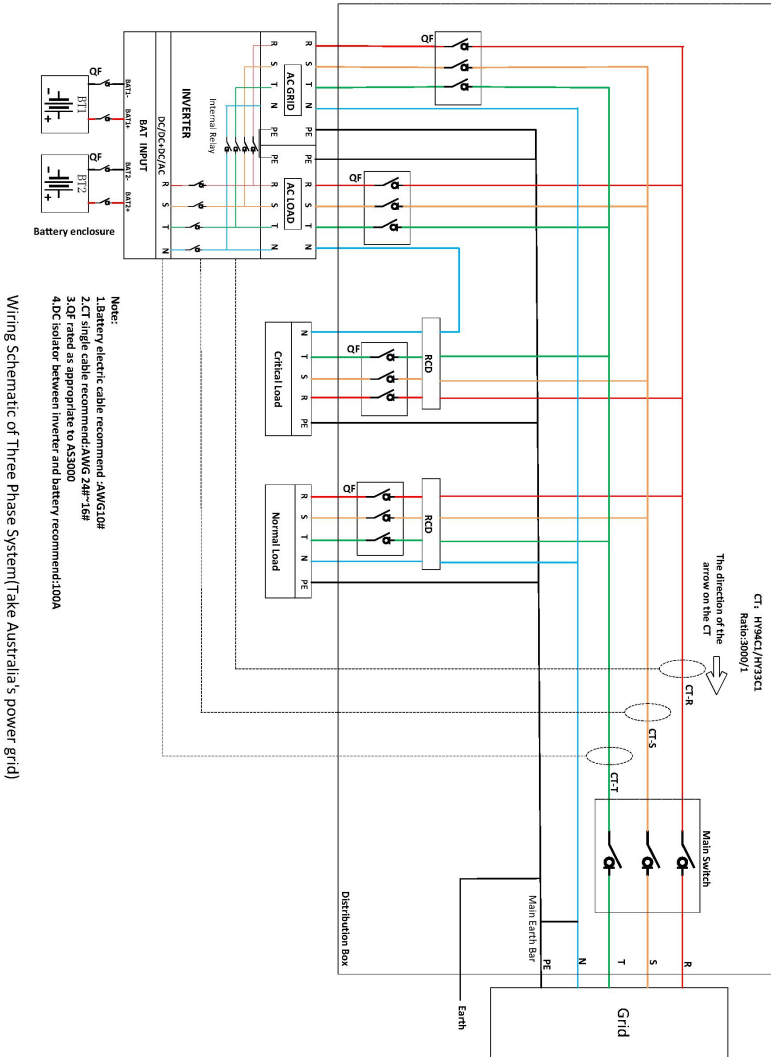 CT: HY94C1/HY33C1
Ratio:3000/1
The direction of the
arrow on the CT
CT-R
CT-S
CT-T
Main Switch
R
S
T
N
PE
Main Earth Bar
Grid
Earth
Distribution Box
QF
QF
RCD
QF
RCD
QF
R
S
T
N
PE
PE
R
S
T
N
AC GRID
AC LOAD
R
S
T
N
PE
PE
R
S
T
N
Internal Relay
INVERTER
R
S
T
N
DC/DC+DC/AC
BAT INPUT
BAT1-
BAT1+
BAT2-
BAT2+
QF
QF
BT1
- +
BT2
- +
Battery enclosure
N
T
S
R
PE
Critical Load
R
S
T
N
PE
Normal Load
Note:
1.Battery electric cable recommend :AWG10#
2.CT single cable recommend:AWG 24#~16#
3.QF rated as appropriate to AS3000
4.DC isolator between inverter and battery recommend:100A
Wiring Schematic of Three Phase System(Take Australia's power grid)